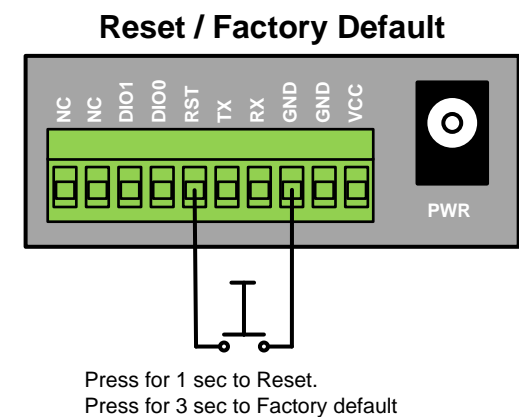 Reset / Factory Default
NC NC DIO1 DIO0 RST TX RX GND GND VCC
PWR
Press for 1 sec to Reset.
Press for 3 sec to Factory default